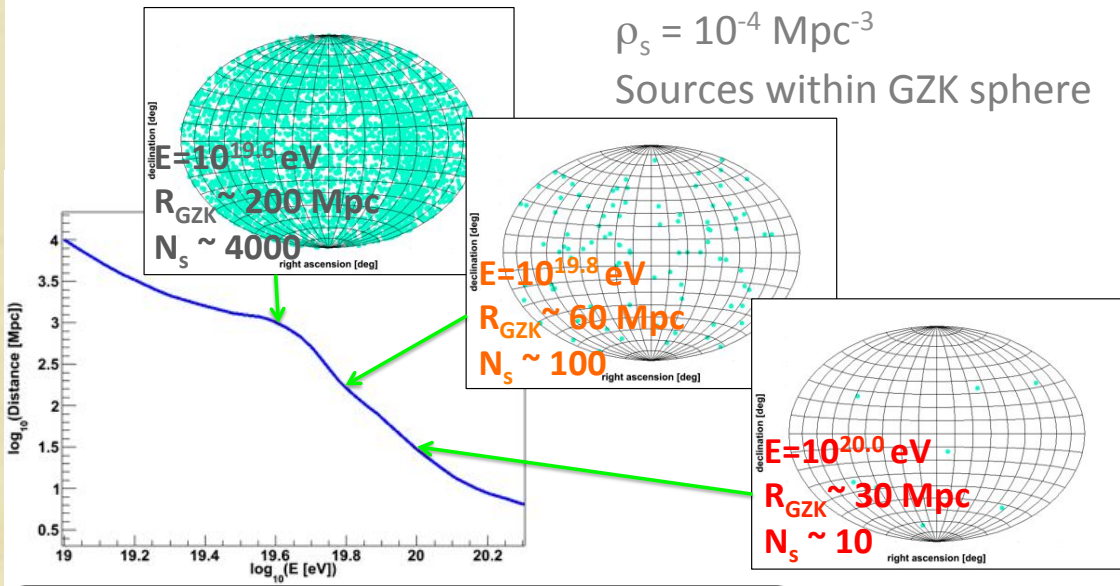 ρₛ = 10⁻⁴ Mpc⁻³
Sources within GZK sphere
declination [deg]
E=10¹⁹·⁶ eV
R_GZK ~ 200 Mpc
Nₛ ~ 4000
right ascension [deg]
declination [deg]
E=10¹⁹·⁸ eV
R_GZK ~ 60 Mpc
Nₛ ~ 100
right ascension [deg]
declination [deg]
E=10²⁰·⁰ eV
R_GZK ~ 30 Mpc
Nₛ ~ 10
right ascension [deg]
log₁₀(Distance [Mpc])
4
3.5
3
2.5
2
1.5
1
0.5
19 19.2 19.4 19.6 19.8 20 20.2
log₁₀(E [eV])